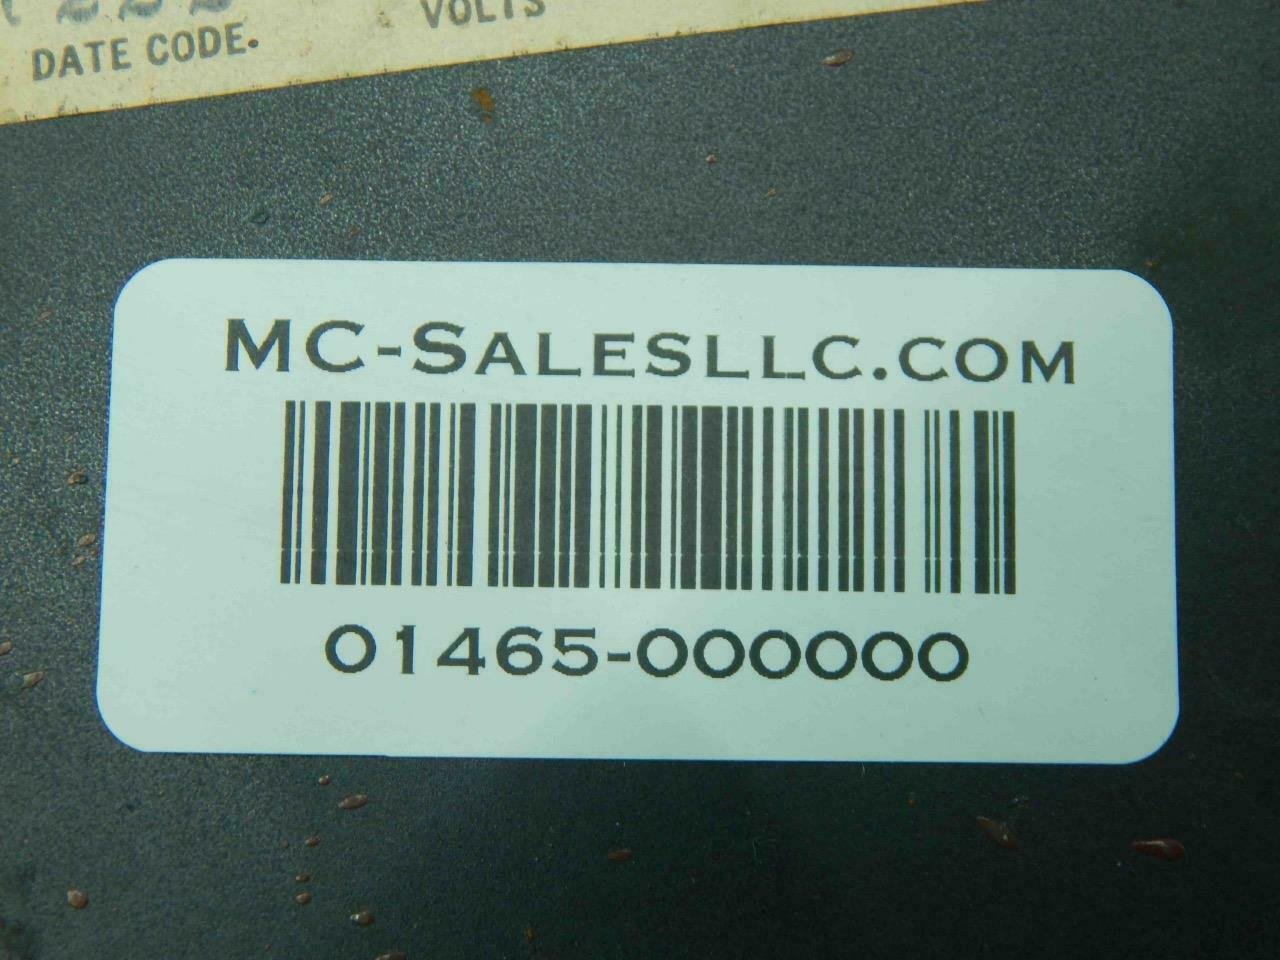 VOLTS
DATE CODE.
MC-SALESLLC.COM
01465-000000